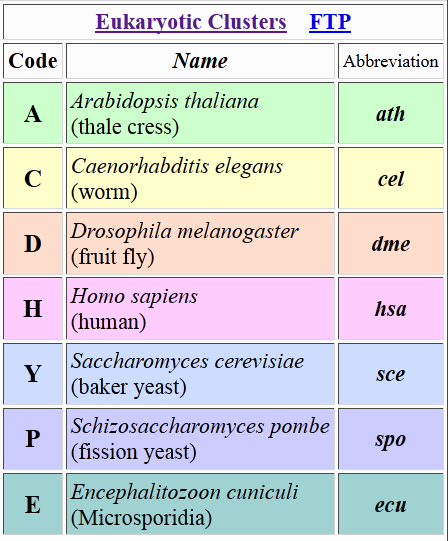 Eukaryotic Clusters FTP
Code Name Abbreviation
A Arabidopsis thaliana
(thale cress) ath
C Caenorhabditis elegans
(worm) cel
D Drosophila melanogaster
(fruit fly) dme
H Homo sapiens
(human) hsa
Y Saccharomyces cerevisiae
(baker yeast) sce
P Schizosaccharomyces pombe
(fission yeast) spo
E Encephalitozoon cuniculi
(Microsporidia) ecu